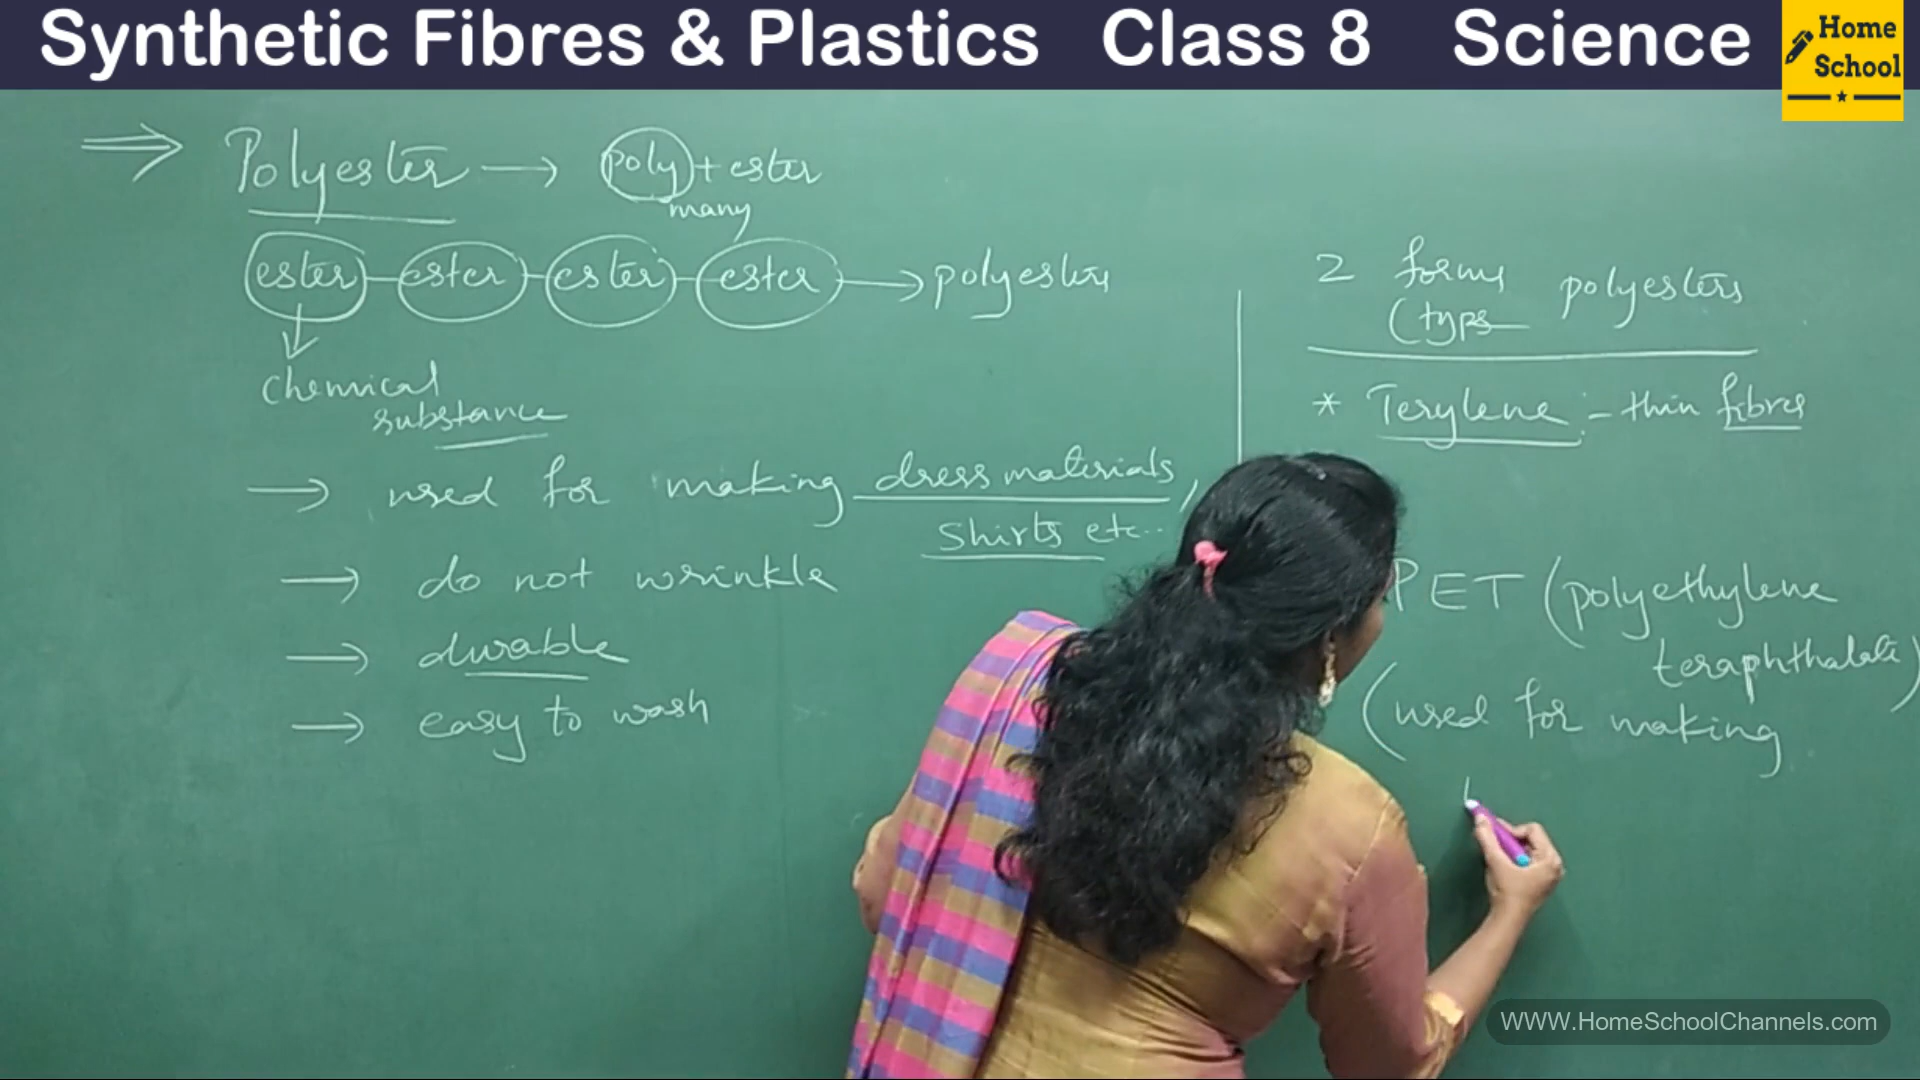 Synthetic Fibres & Plastics Class 8 Science
Home
School
⇒ Polyester → poly + ester
many
ester - ester - ester - ester → polyesters
chemical
substance
→ used for making dress materials,
shirts etc..
→ do not wrinkle
→ durable
→ easy to wash
2 forms polyesters
(types
* Terylene :- thin fibres
PET (polyethylene
teraphthalate)
(used for making
WWW.HomeSchoolChannels.com